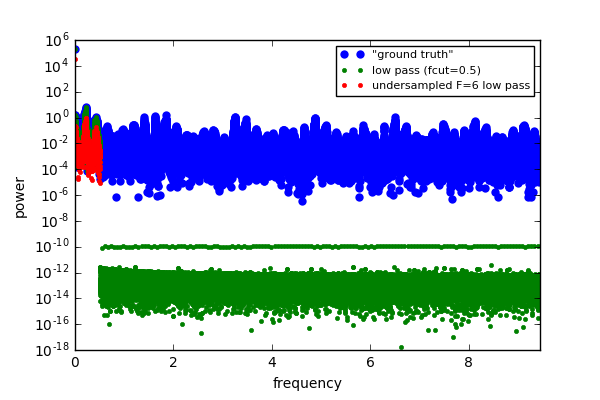 10^6
10^4
10^2
10^0
10^-2
10^-4
10^-6
10^-8
10^-10
10^-12
10^-14
10^-16
10^-18
power
"ground truth"
low pass (fcut=0.5)
undersampled F=6 low pass
0 2 4 6 8
frequency